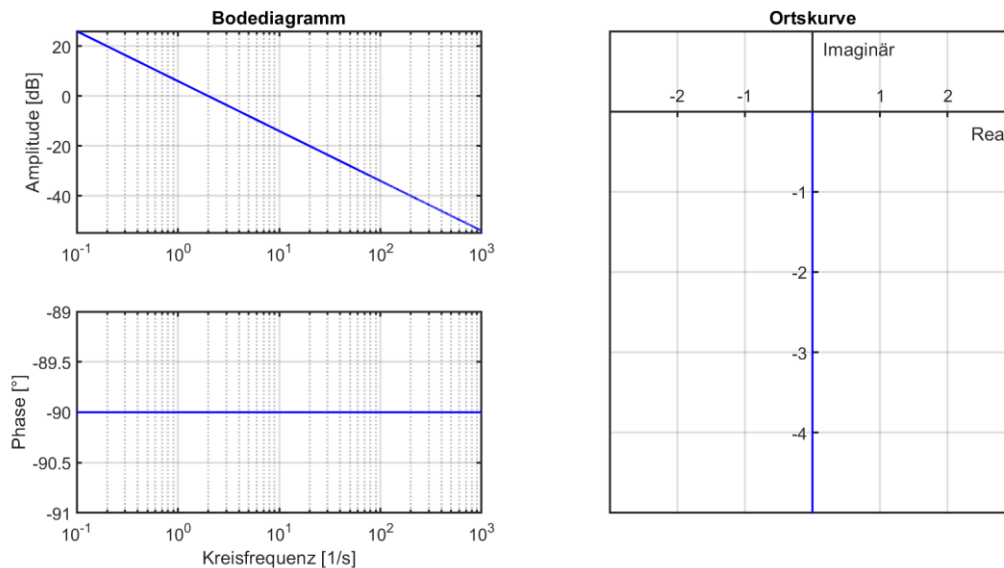 Bodediagramm
Amplitude [dB]
20
0
-20
-40
10^-1 10^0 10^1 10^2 10^3
Phase [°]
-89
-89.5
-90
-90.5
-91
10^-1 10^0 10^1 10^2 10^3
Kreisfrequenz [1/s]
Ortskurve
Imaginär
-2 -1 1 2
Rea
-1
-2
-3
-4